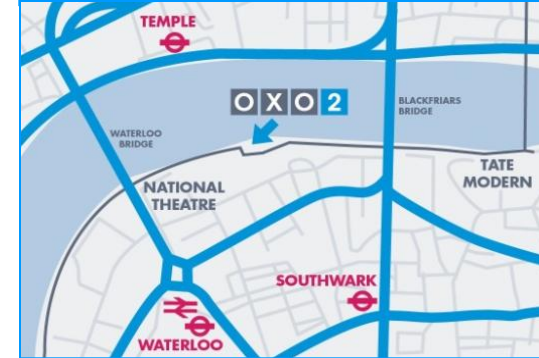 TEMPLE
OXO2
BLACKFRIARS
BRIDGE
WATERLOO
BRIDGE
TATE
MODERN
NATIONAL
THEATRE
SOUTHWARK
WATERLOO